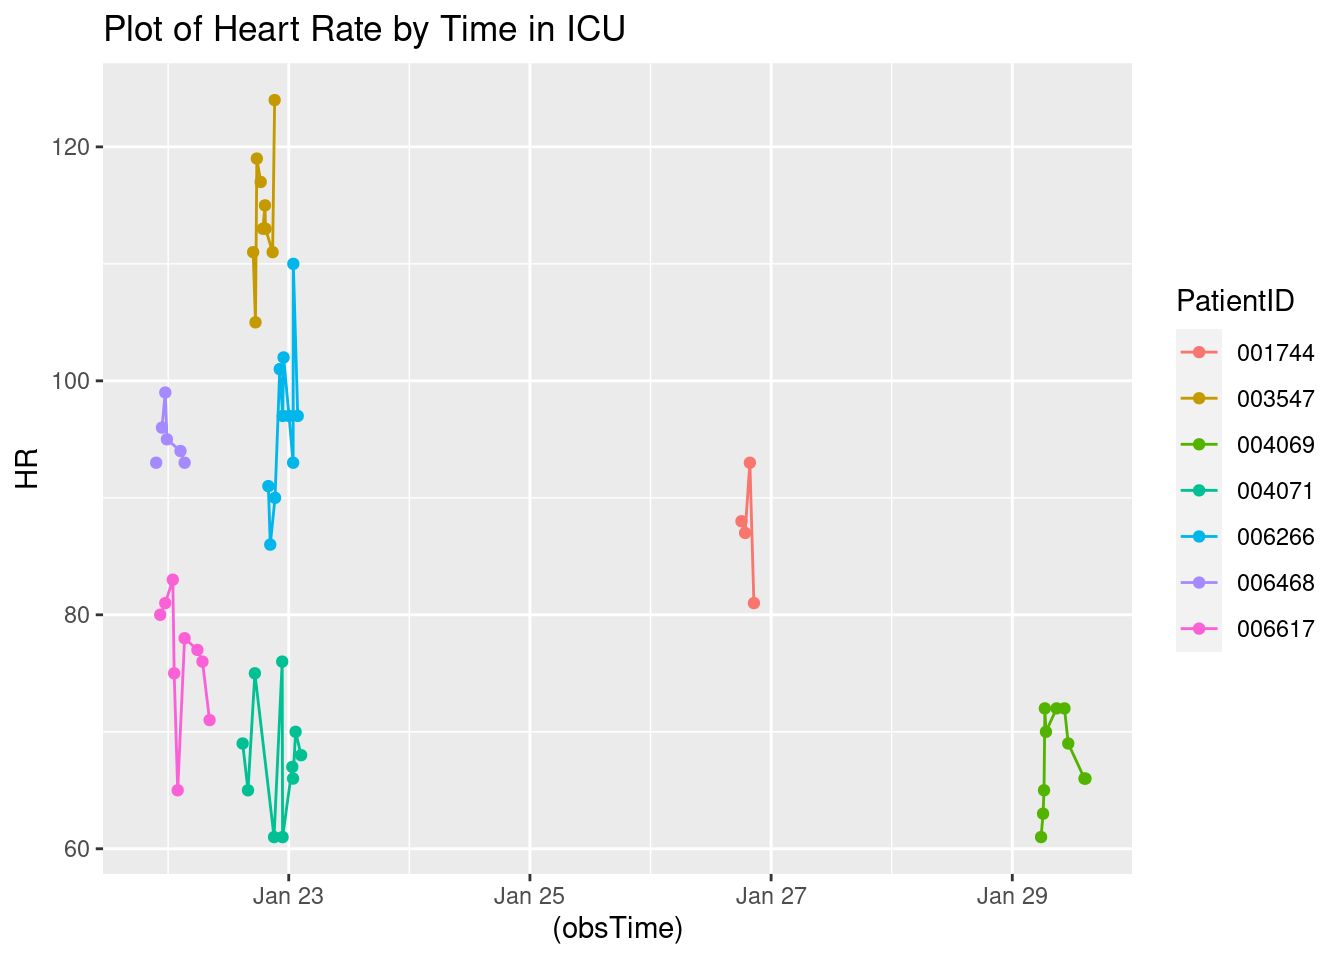 Plot of Heart Rate by Time in ICU
HR
120
100
80
60
Jan 23
Jan 25
Jan 27
Jan 29
(obsTime)
PatientID
001744
003547
004069
004071
006266
006468
006617